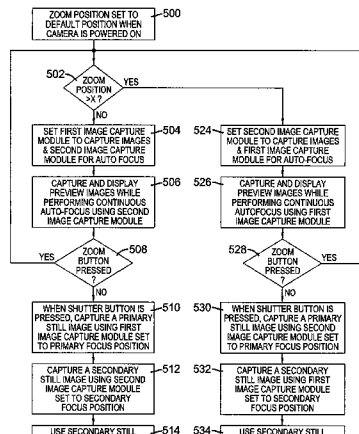 ZOOM POSITION SET TO
DEFAULT POSITION WHEN
CAMERA IS POWERED ON
500
502
ZOOM
POSITION
>X ?
YES
NO
SET FIRST IMAGE CAPTURE
MODULE TO CAPTURE IMAGES
& SECOND IMAGE CAPTURE
MODULE FOR AUTO FOCUS
504
524
SET SECOND IMAGE CAPTURE
MODULE TO CAPTURE IMAGES
& FIRST IMAGE CAPTURE
MODULE FOR AUTO-FOCUS
CAPTURE AND DISPLAY
PREVIEW IMAGES WHILE
PERFORMING CONTINUOUS
AUTO-FOCUS USING SECOND
IMAGE CAPTURE MODULE
506
526
CAPTURE AND DISPLAY
PREVIEW IMAGES WHILE
PERFORMING CONTINUOUS
AUTOFOCUS USING FIRST
IMAGE CAPTURE MODULE
YES
ZOOM
BUTTON
PRESSED
?
508
NO
528
ZOOM
BUTTON
PRESSED
?
YES
NO
WHEN SHUTTER BUTTON IS
PRESSED, CAPTURE A PRIMARY
STILL IMAGE USING FIRST
IMAGE CAPTURE MODULE SET
TO PRIMARY FOCUS POSITION
510
530
WHEN SHUTTER BUTTON IS
PRESSED, CAPTURE A PRIMARY
STILL IMAGE USING SECOND
IMAGE CAPTURE MODULE SET
TO PRIMARY FOCUS POSITION
CAPTURE A SECONDARY
STILL IMAGE USING SECOND
IMAGE CAPTURE MODULE
SET TO SECONDARY
FOCUS POSITION
512
532
CAPTURE A SECONDARY
STILL IMAGE USING FIRST
IMAGE CAPTURE MODULE
SET TO SECONDARY
FOCUS POSITION
USE SECONDARY STILL
514
534
USE SECONDARY STILL